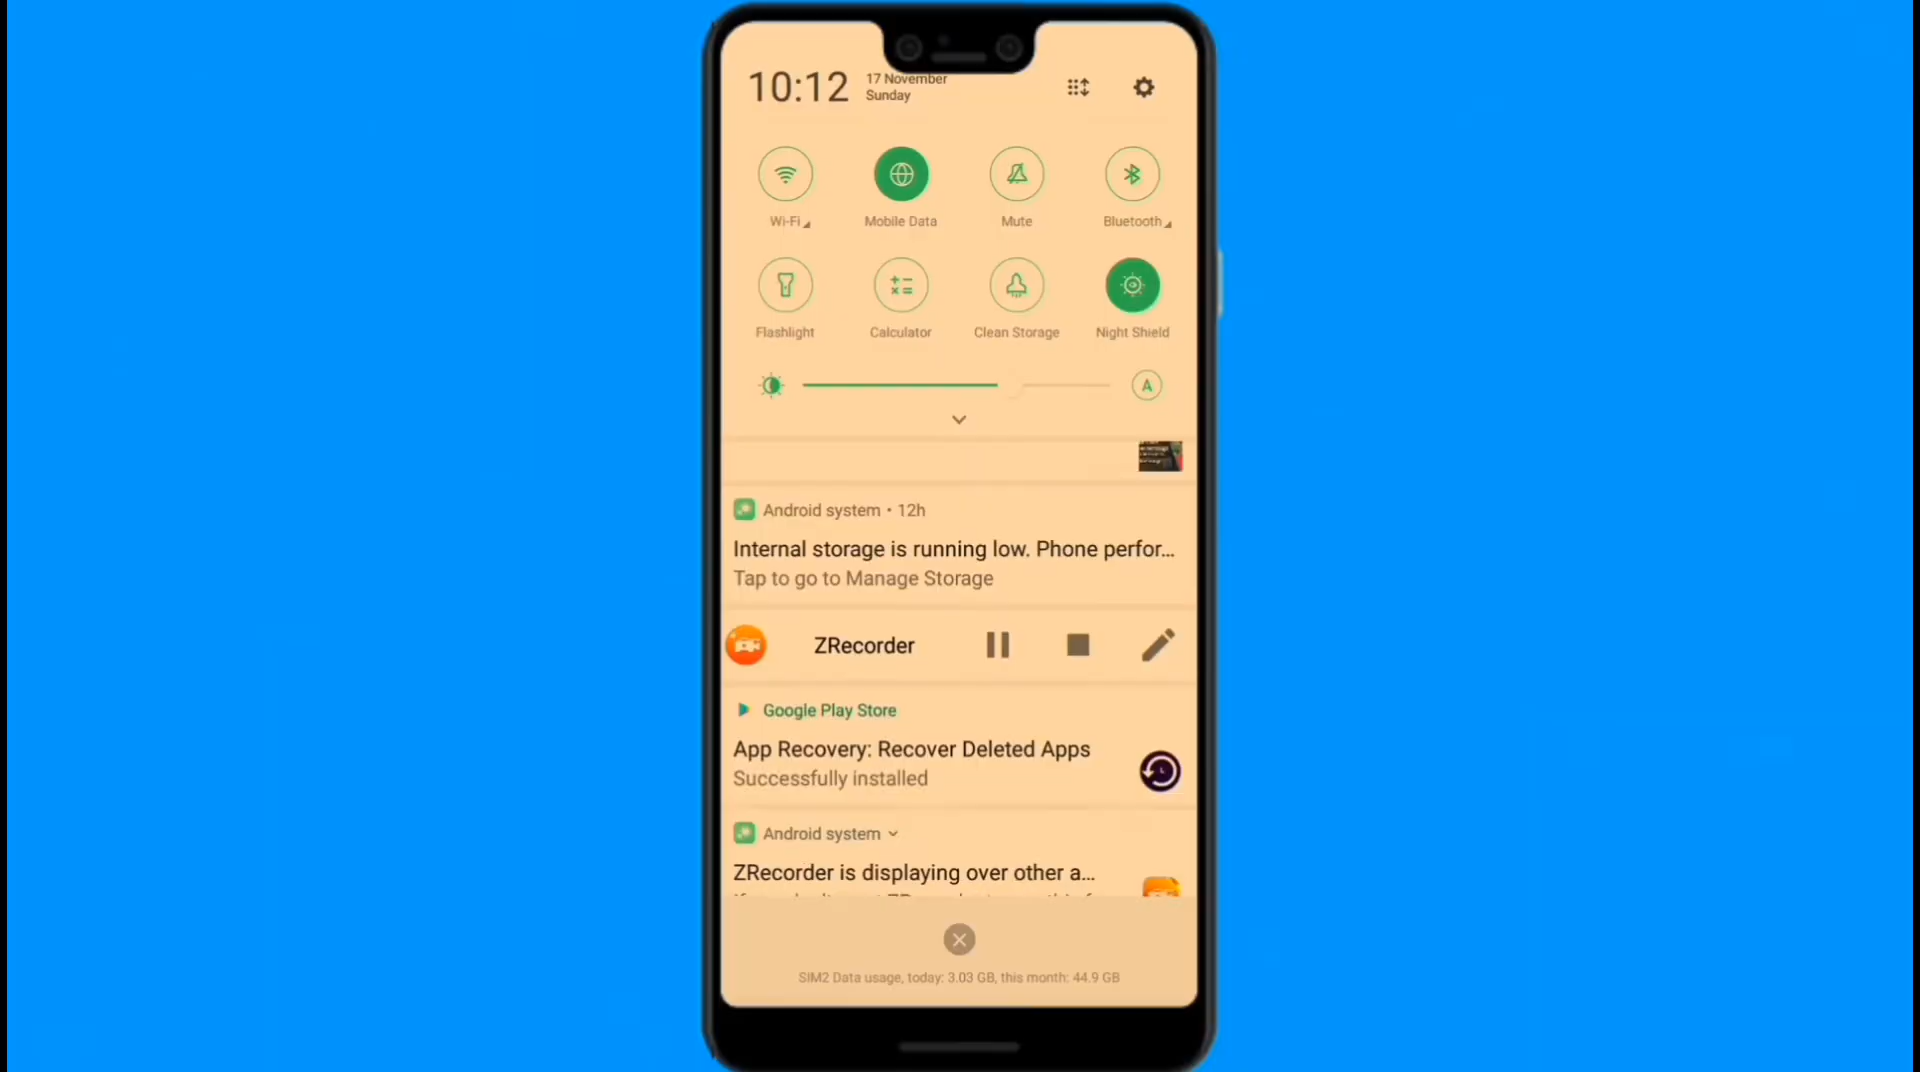 10:12
17 November
Sunday
Wi-Fi
Mobile Data
Mute
Bluetooth
Flashlight
Calculator
Clean Storage
Night Shield
A
Android system • 12h
Internal storage is running low. Phone perfor...
Tap to go to Manage Storage
ZRecorder
Google Play Store
App Recovery: Recover Deleted Apps
Successfully installed
Android system
ZRecorder is displaying over other a...
SIM2 Data usage, today: 3.03 GB, this month: 44.9 GB